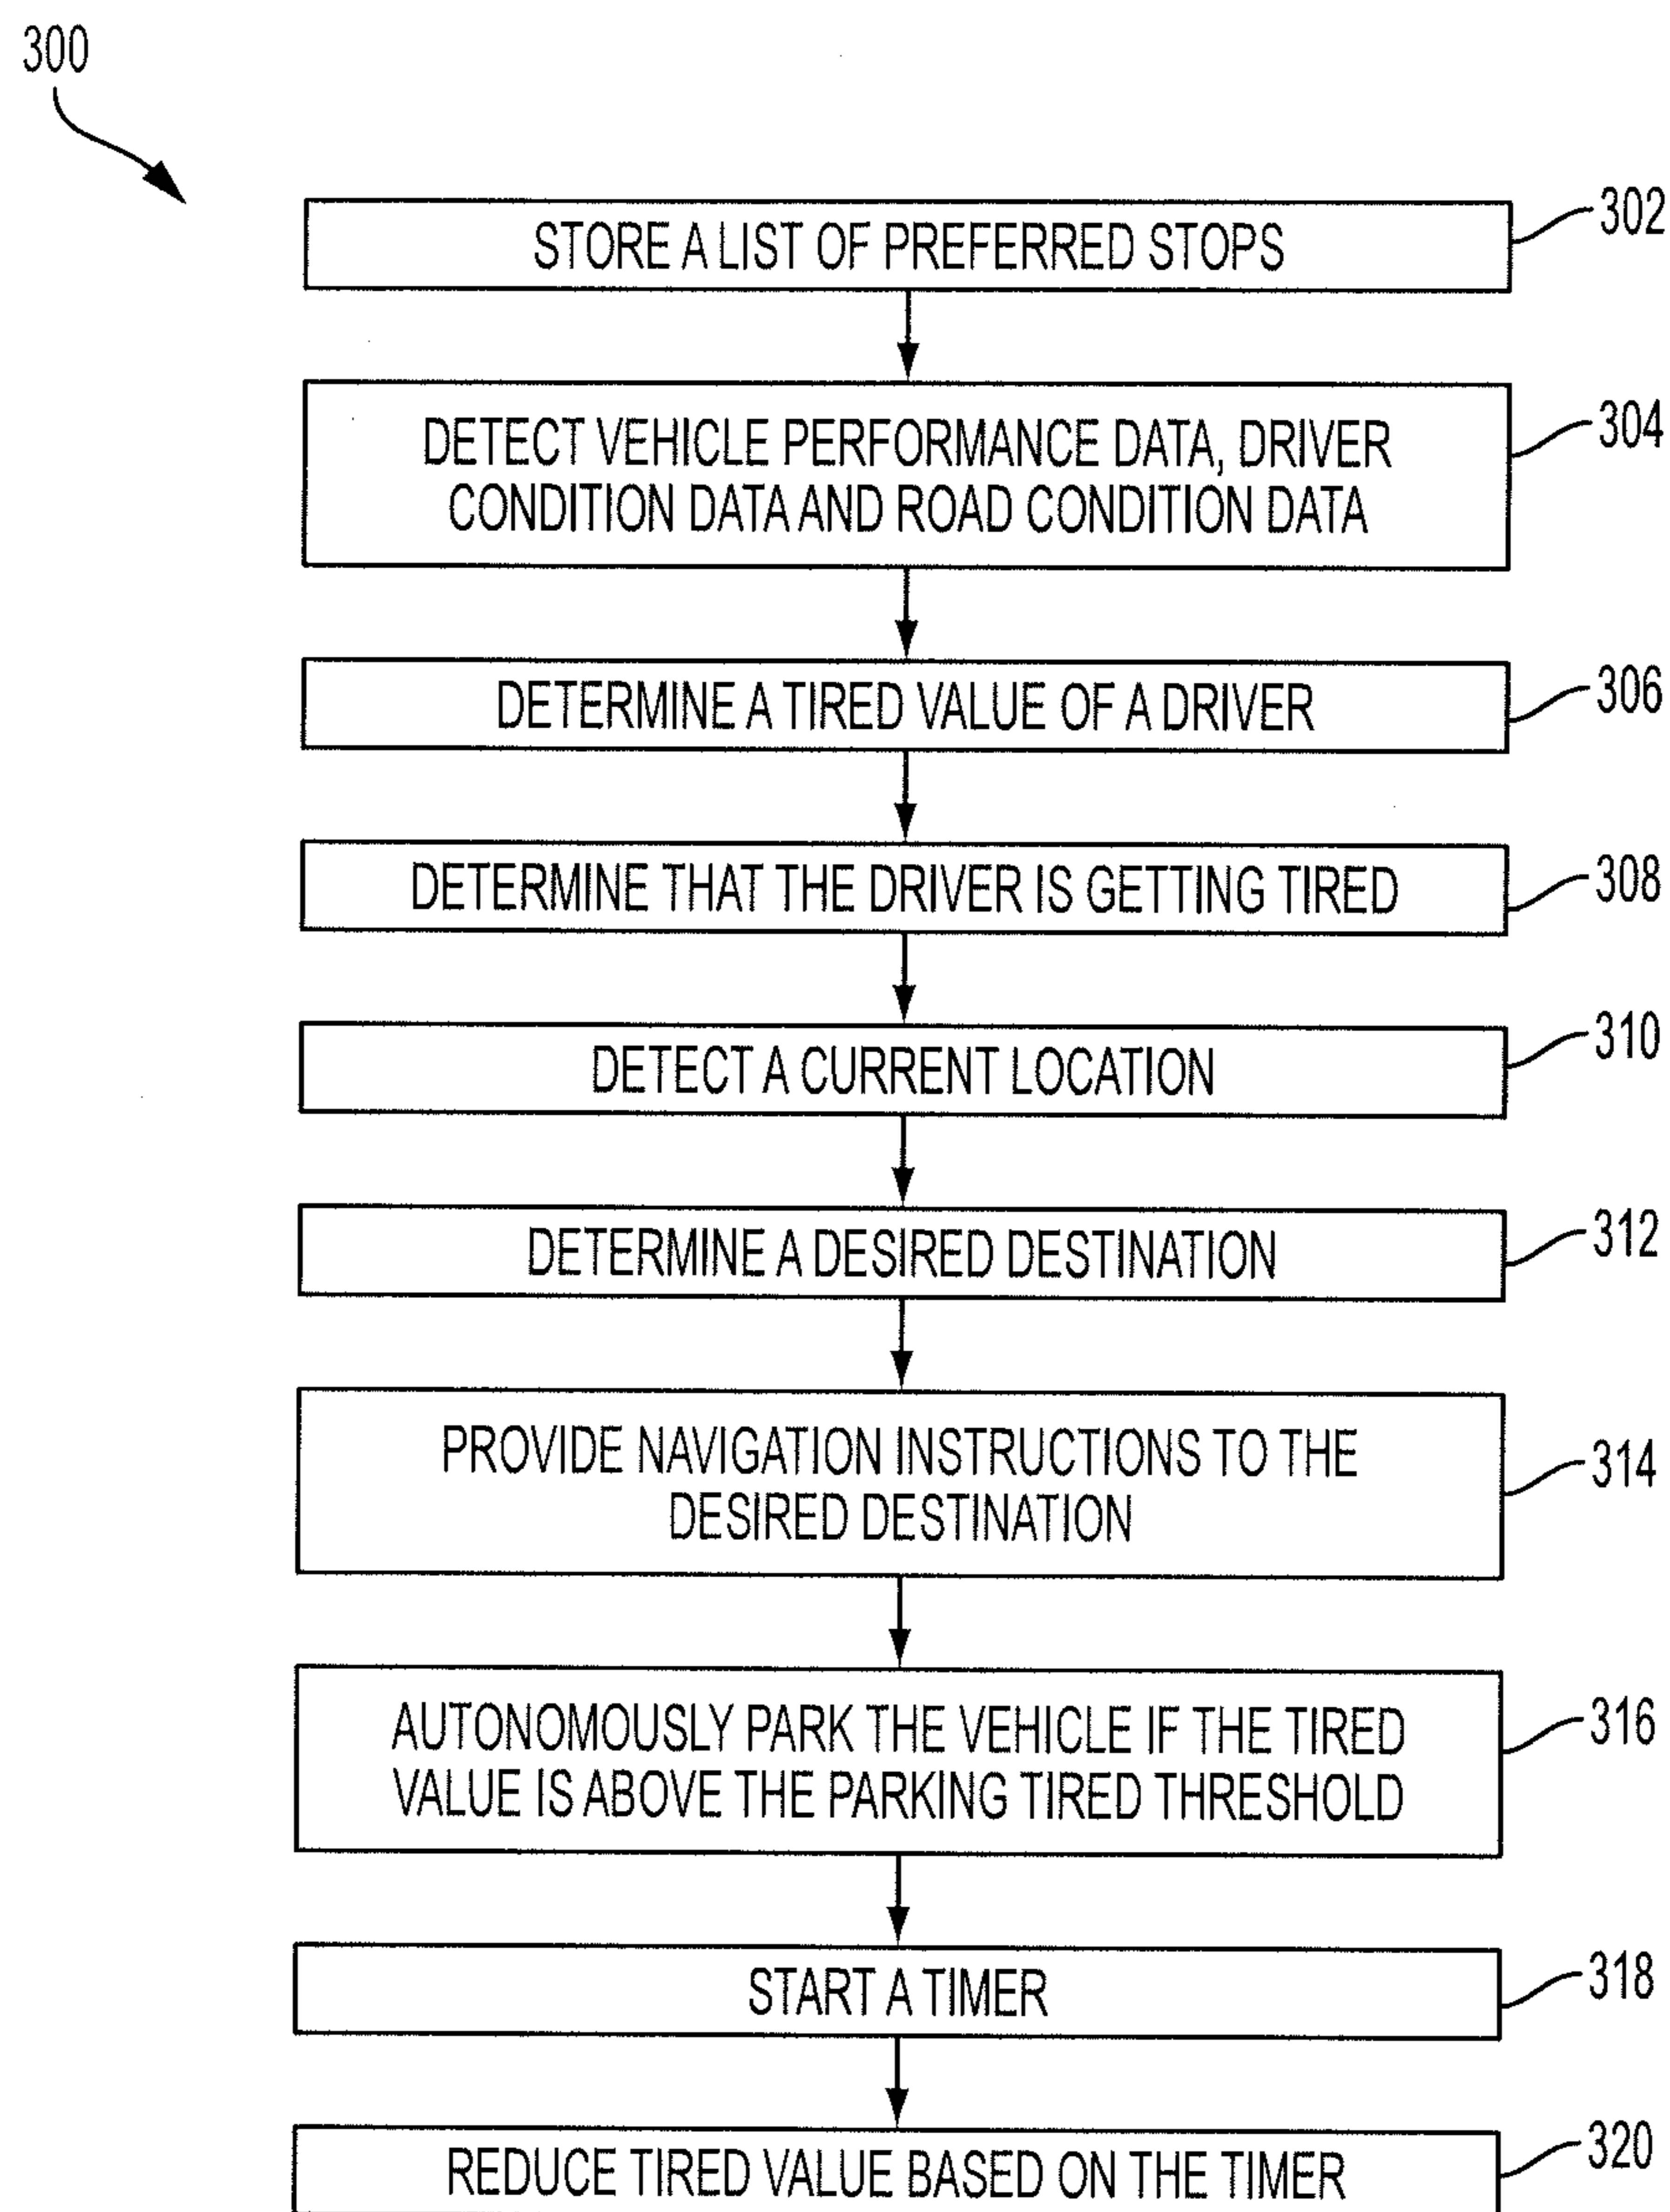 300
STORE A LIST OF PREFERRED STOPS
302
DETECT VEHICLE PERFORMANCE DATA, DRIVER
CONDITION DATA AND ROAD CONDITION DATA
304
DETERMINE A TIRED VALUE OF A DRIVER
306
DETERMINE THAT THE DRIVER IS GETTING TIRED
308
DETECT A CURRENT LOCATION
310
DETERMINE A DESIRED DESTINATION
312
PROVIDE NAVIGATION INSTRUCTIONS TO THE
DESIRED DESTINATION
314
AUTONOMOUSLY PARK THE VEHICLE IF THE TIRED
VALUE IS ABOVE THE PARKING TIRED THRESHOLD
316
START A TIMER
318
REDUCE TIRED VALUE BASED ON THE TIMER
320